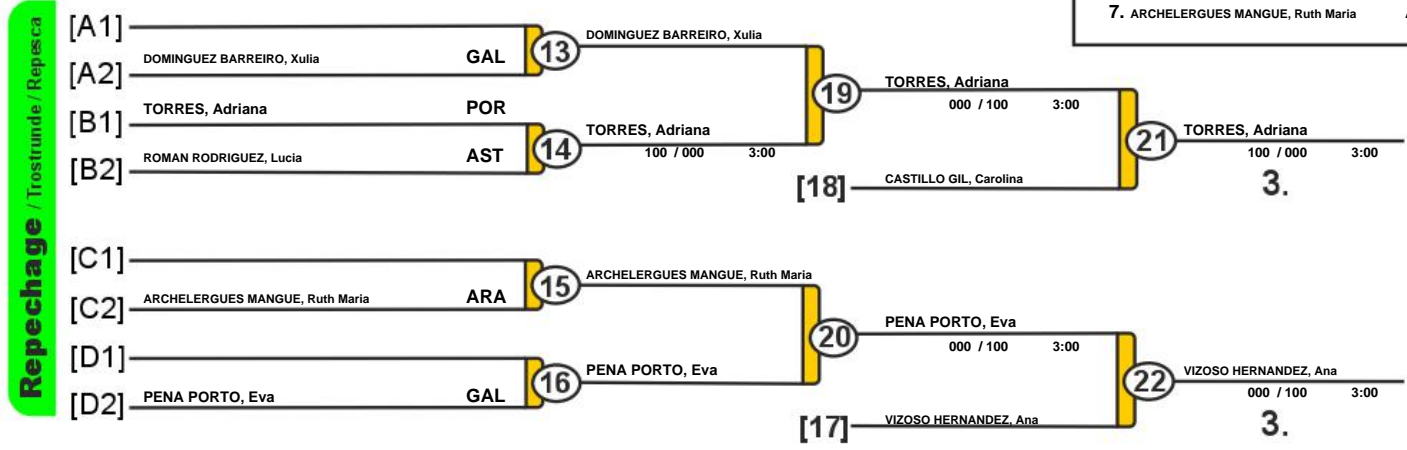 7. ARCHELERGUES MANGUE, Ruth Maria
Repechage / Trostrunde / Repesca
[A1]
DOMINGUEZ BARREIRO, Xulia GAL
[A2]
13
DOMINGUEZ BARREIRO, Xulia
TORRES, Adriana POR
[B1]
ROMAN RODRIGUEZ, Lucia AST
[B2]
14
TORRES, Adriana
100 / 000 3:00
19
TORRES, Adriana
000 / 100 3:00
[18]
CASTILLO GIL, Carolina
21
TORRES, Adriana
100 / 000 3:00
3.
[C1]
ARCHELERGUES MANGUE, Ruth Maria ARA
[C2]
15
ARCHELERGUES MANGUE, Ruth Maria
[D1]
PENA PORTO, Eva GAL
[D2]
16
PENA PORTO, Eva
20
PENA PORTO, Eva
000 / 100 3:00
[17]
VIZOSO HERNANDEZ, Ana
22
VIZOSO HERNANDEZ, Ana
000 / 100 3:00
3.